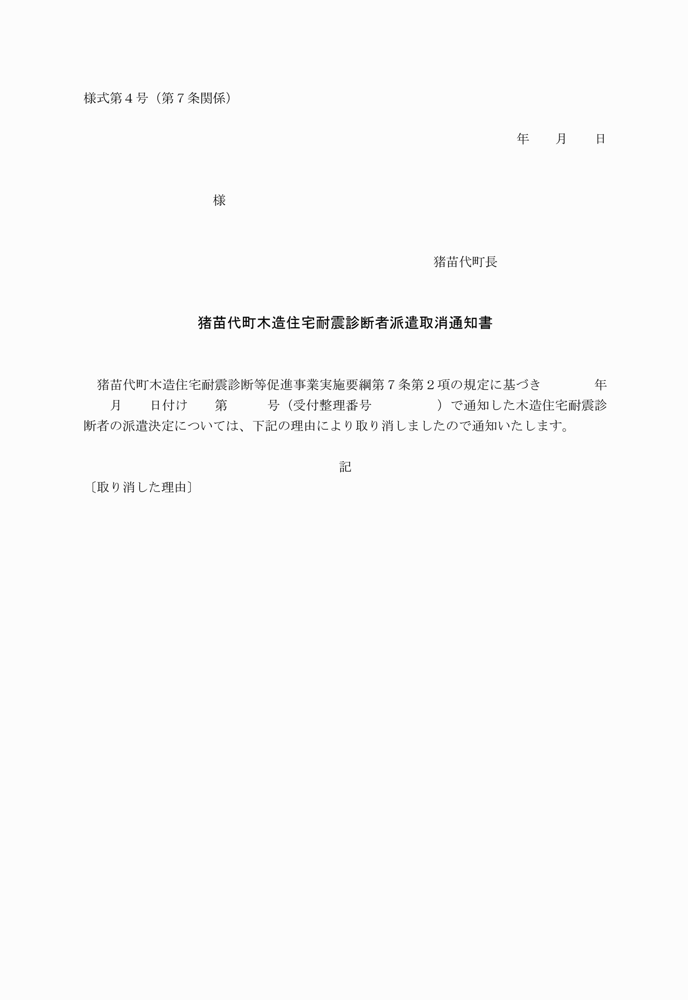 様式第４号（第７条関係）
年　　月　　日
様
猪苗代町長
猪苗代町木造住宅耐震診断者派遣取消通知書
猪苗代町木造住宅耐震診断等促進事業実施要綱第７条第２項の規定に基づき　　　　年
月　　日付け　　第　　　号（受付整理番号　　　　　）で通知した木造住宅耐震診
断者の派遣決定については、下記の理由により取り消しましたので通知いたします。
記
〔取り消した理由〕